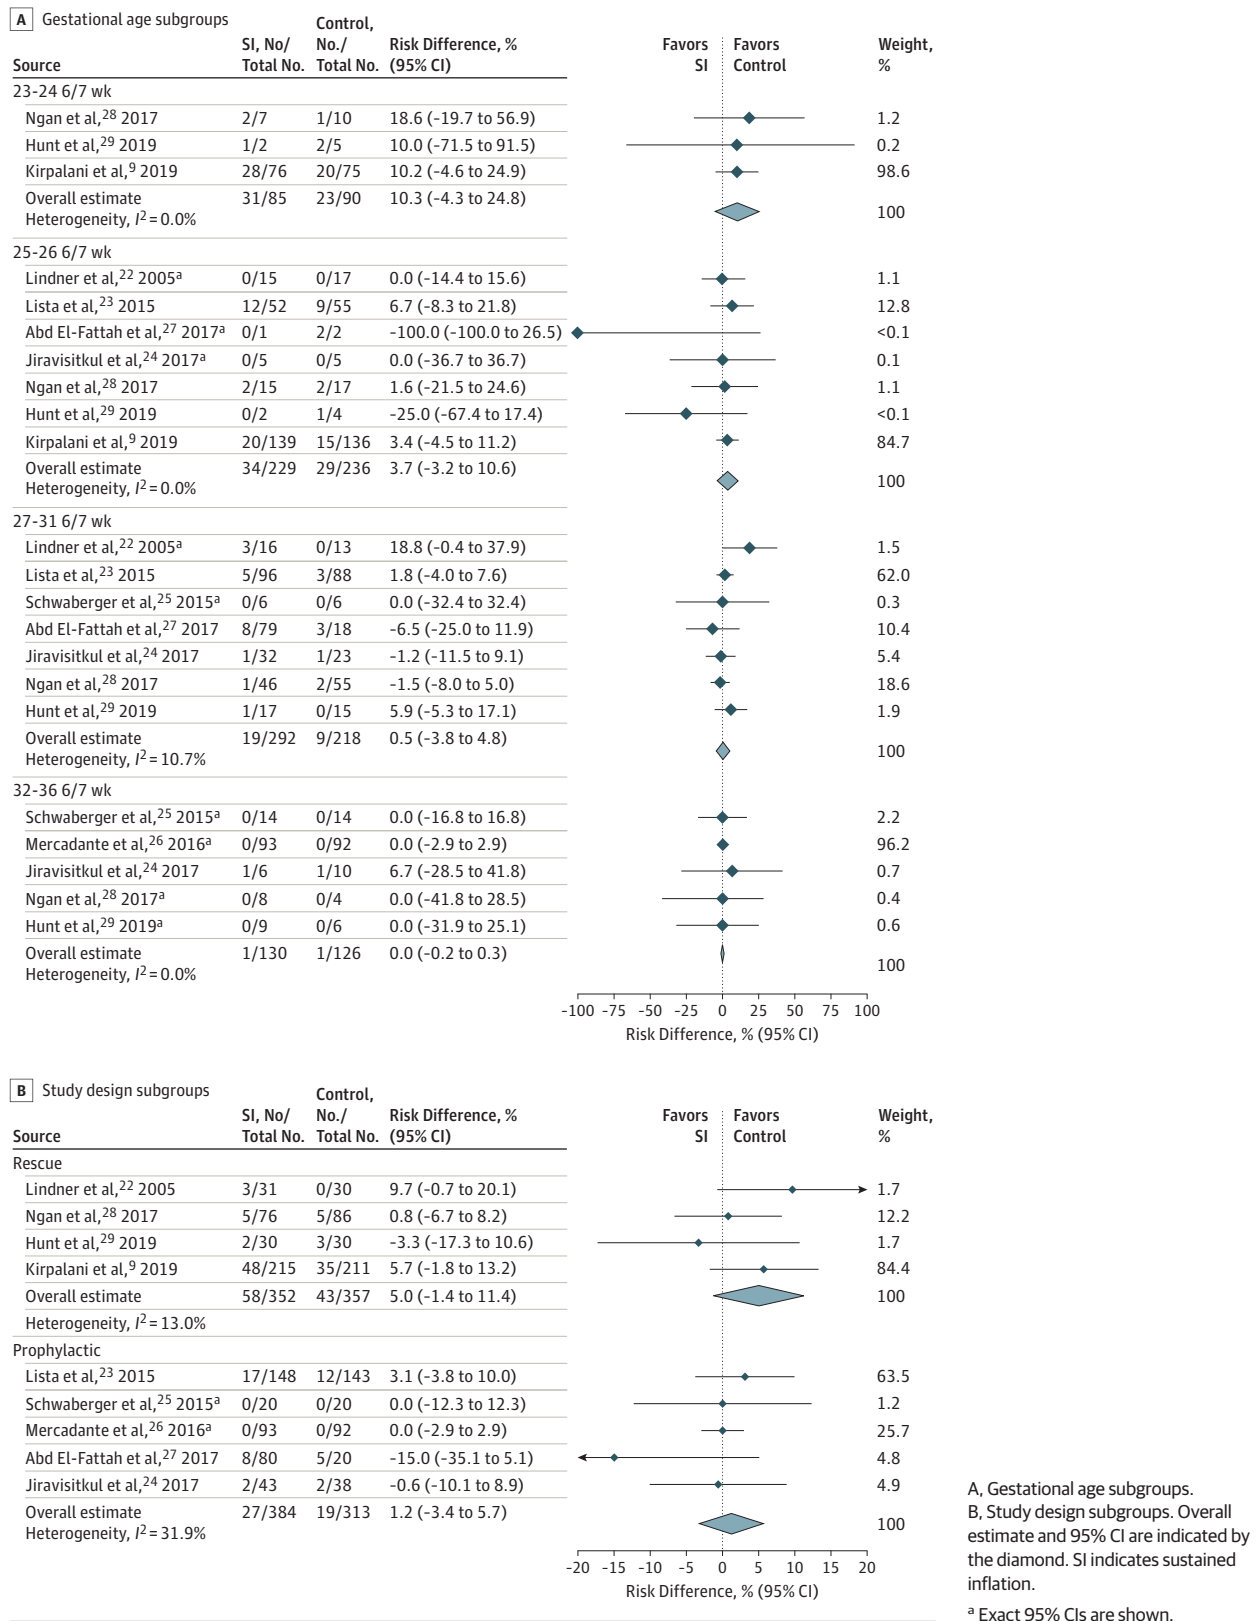 A Gestational age subgroups
Source SI, No/ Total No. Control, No./ Total No. Risk Difference, % (95% CI) Favors SI Favors Control Weight, %
23-24 6/7 wk
Ngan et al,28 2017 2/7 1/10 18.6 (-19.7 to 56.9) 1.2
Hunt et al,29 2019 1/2 2/5 10.0 (-71.5 to 91.5) 0.2
Kirpalani et al,9 2019 28/76 20/75 10.2 (-4.6 to 24.9) 98.6
Overall estimate 31/85 23/90 10.3 (-4.3 to 24.8) 100
Heterogeneity, I2 = 0.0%
25-26 6/7 wk
Lindner et al,22 2005a 0/15 0/17 0.0 (-14.4 to 15.6) 1.1
Lista et al,23 2015 12/52 9/55 6.7 (-8.3 to 21.8) 12.8
Abd El-Fattah et al,27 2017a 0/1 2/2 -100.0 (-100.0 to 26.5) <0.1
Jiravisitkul et al,24 2017a 0/5 0/5 0.0 (-36.7 to 36.7) 0.1
Ngan et al,28 2017 2/15 2/17 1.6 (-21.5 to 24.6) 1.1
Hunt et al,29 2019 0/2 1/4 -25.0 (-67.4 to 17.4) <0.1
Kirpalani et al,9 2019 20/139 15/136 3.4 (-4.5 to 11.2) 84.7
Overall estimate 34/229 29/236 3.7 (-3.2 to 10.6) 100
Heterogeneity, I2 = 0.0%
27-31 6/7 wk
Lindner et al,22 2005a 3/16 0/13 18.8 (-0.4 to 37.9) 1.5
Lista et al,23 2015 5/96 3/88 1.8 (-4.0 to 7.6) 62.0
Schwaberger et al,25 2015a 0/6 0/6 0.0 (-32.4 to 32.4) 0.3
Abd El-Fattah et al,27 2017 8/79 3/18 -6.5 (-25.0 to 11.9) 10.4
Jiravisitkul et al,24 2017 1/32 1/23 -1.2 (-11.5 to 9.1) 5.4
Ngan et al,28 2017 1/46 2/55 -1.5 (-8.0 to 5.0) 18.6
Hunt et al,29 2019 1/17 0/15 5.9 (-5.3 to 17.1) 1.9
Overall estimate 19/292 9/218 0.5 (-3.8 to 4.8) 100
Heterogeneity, I2 = 10.7%
32-36 6/7 wk
Schwaberger et al,25 2015a 0/14 0/14 0.0 (-16.8 to 16.8) 2.2
Mercadante et al,26 2016a 0/93 0/92 0.0 (-2.9 to 2.9) 96.2
Jiravisitkul et al,24 2017 1/6 1/10 6.7 (-28.5 to 41.8) 0.7
Ngan et al,28 2017a 0/8 0/4 0.0 (-41.8 to 28.5) 0.4
Hunt et al,29 2019a 0/9 0/6 0.0 (-31.9 to 25.1) 0.6
Overall estimate 1/130 1/126 0.0 (-0.2 to 0.3) 100
Heterogeneity, I2 = 0.0%
-100 -75 -50 -25 0 25 50 75 100
Risk Difference, % (95% CI)
B Study design subgroups
Source SI, No/ Total No. Control, No./ Total No. Risk Difference, % (95% CI) Favors SI Favors Control Weight, %
Rescue
Lindner et al,22 2005 3/31 0/30 9.7 (-0.7 to 20.1) 1.7
Ngan et al,28 2017 5/76 5/86 0.8 (-6.7 to 8.2) 12.2
Hunt et al,29 2019 2/30 3/30 -3.3 (-17.3 to 10.6) 1.7
Kirpalani et al,9 2019 48/215 35/211 5.7 (-1.8 to 13.2) 84.4
Overall estimate 58/352 43/357 5.0 (-1.4 to 11.4) 100
Heterogeneity, I2 = 13.0%
Prophylactic
Lista et al,23 2015 17/148 12/143 3.1 (-3.8 to 10.0) 63.5
Schwaberger et al,25 2015a 0/20 0/20 0.0 (-12.3 to 12.3) 1.2
Mercadante et al,26 2016a 0/93 0/92 0.0 (-2.9 to 2.9) 25.7
Abd El-Fattah et al,27 2017 8/80 5/20 -15.0 (-35.1 to 5.1) 4.8
Jiravisitkul et al,24 2017 2/43 2/38 -0.6 (-10.1 to 8.9) 4.9
Overall estimate 27/384 19/313 1.2 (-3.4 to 5.7) 100
Heterogeneity, I2 = 31.9%
-20 -15 -10 -5 0 5 10 15 20
Risk Difference, % (95% CI)
A, Gestational age subgroups.
B, Study design subgroups. Overall
estimate and 95% CI are indicated by
the diamond. SI indicates sustained
inflation.
a Exact 95% CIs are shown.